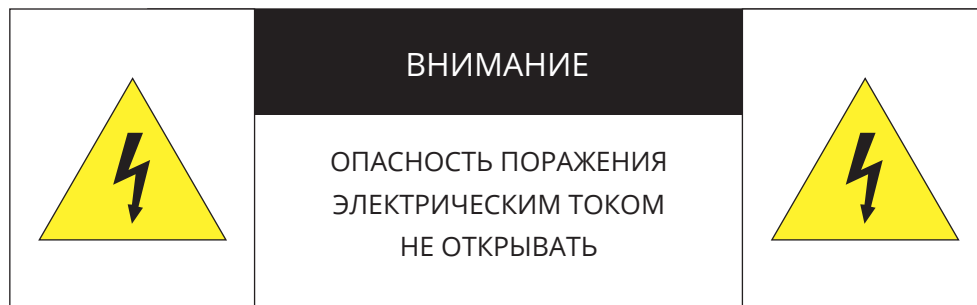 ВНИМАНИЕ
ОПАСНОСТЬ ПОРАЖЕНИЯ
ЭЛЕКТРИЧЕСКИМ ТОКОМ
НЕ ОТКРЫВАТЬ